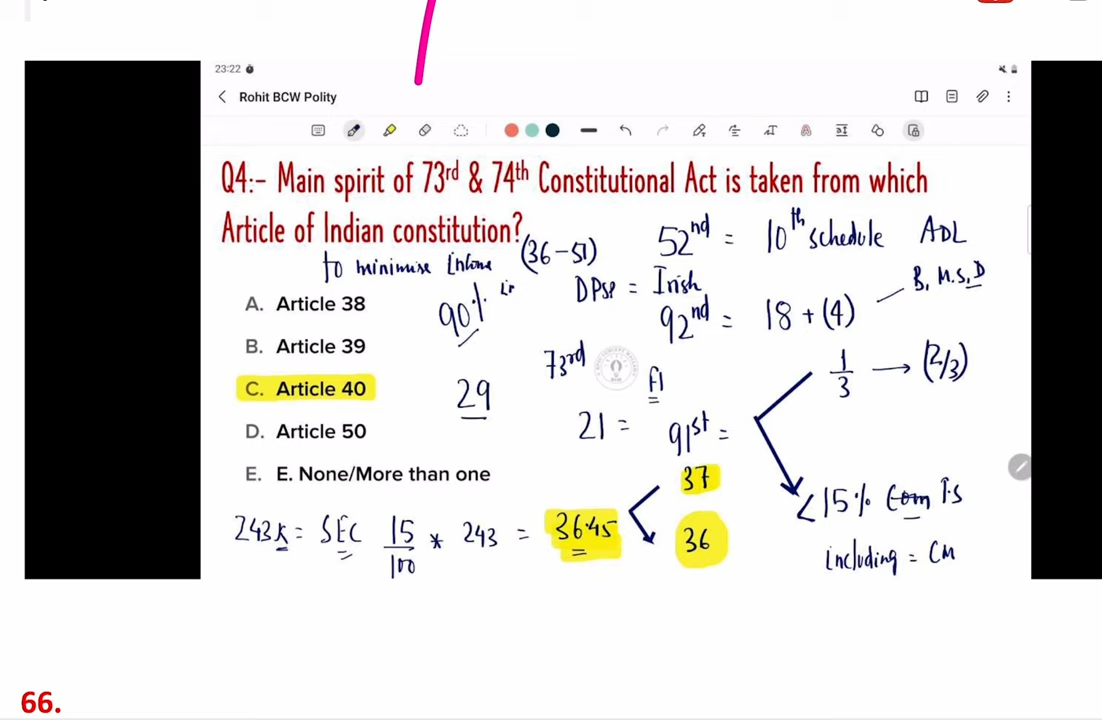 23:22
Rohit BCW Polity
Q4:- Main spirit of 73rd & 74th Constitutional Act is taken from which
Article of Indian constitution?
52nd = 10th schedule ADL
to minimise (36-51)
DPSP = Irish
B, M.S, D
A. Article 38
90%
92nd = 18 + (4)
B. Article 39
73rd
1/3 → (2/3)
C. Article 40
29
21 =
91st =
D. Article 50
E. E. None/More than one
37
<15% Com T.S
243K = SEC 15/100 * 243 = 36.45
36
including = CM
66.